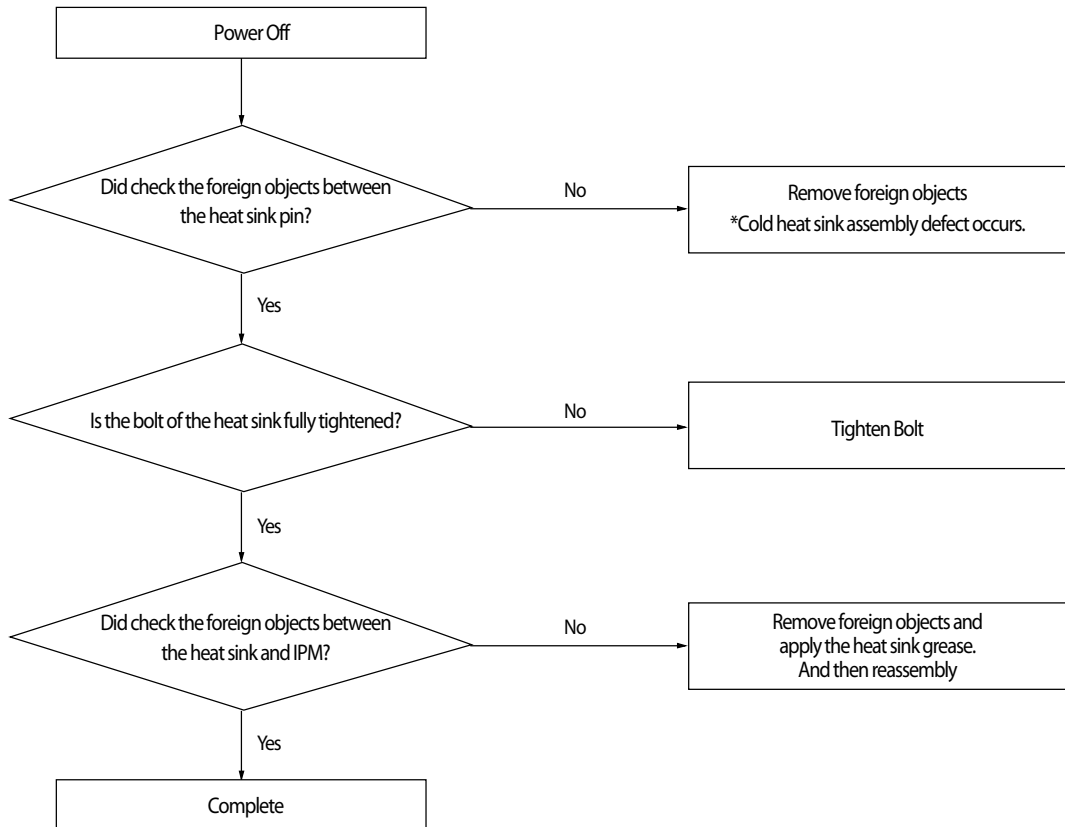 Power Off
Did check the foreign objects between
the heat sink pin?
No
Remove foreign objects
*Cold heat sink assembly defect occurs.
Yes
Is the bolt of the heat sink fully tightened?
No
Tighten Bolt
Yes
Did check the foreign objects between
the heat sink and IPM?
No
Remove foreign objects and
apply the heat sink grease.
And then reassembly
Yes
Complete